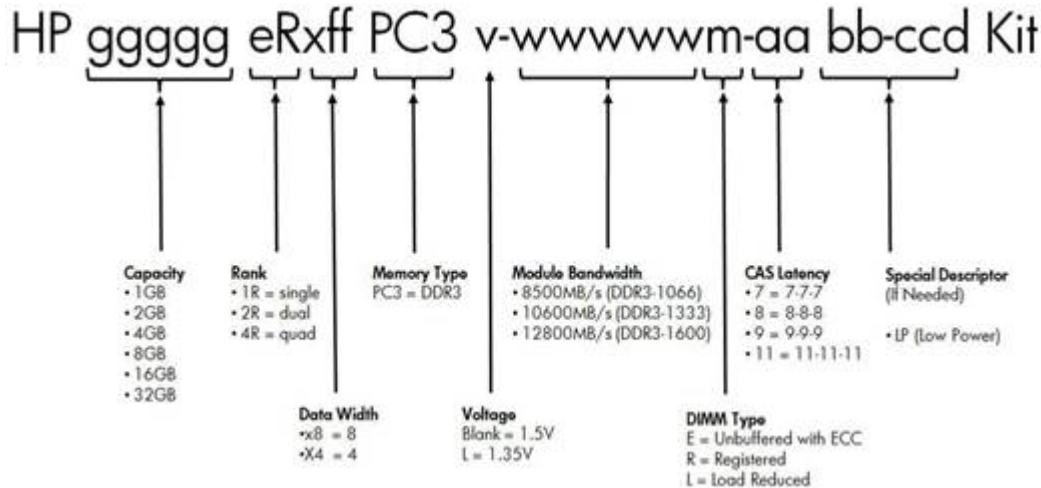 HP ggggg eRxff PC3 v-wwwwwm-aa bb-ccd Kit
Capacity
• 1GB
• 2GB
• 4GB
• 8GB
• 16GB
• 32GB
Rank
• 1R = single
• 2R = dual
• 4R = quad
Memory Type
PC3 = DDR3
Module Bandwidth
• 8500MB/s (DDR3-1066)
• 10600MB/s (DDR3-1333)
• 12800MB/s (DDR3-1600)
CAS Latency
• 7 = 7-7-7
• 8 = 8-8-8
• 9 = 9-9-9
• 11 = 11-11-11
Special Descriptor
(If Needed)
• LP (Low Power)
Data Width
•x8 = 8
•X4 = 4
Voltage
Blank = 1.5V
L = 1.35V
DIMM Type
E = Unbuffered with ECC
R = Registered
L = Load Reduced